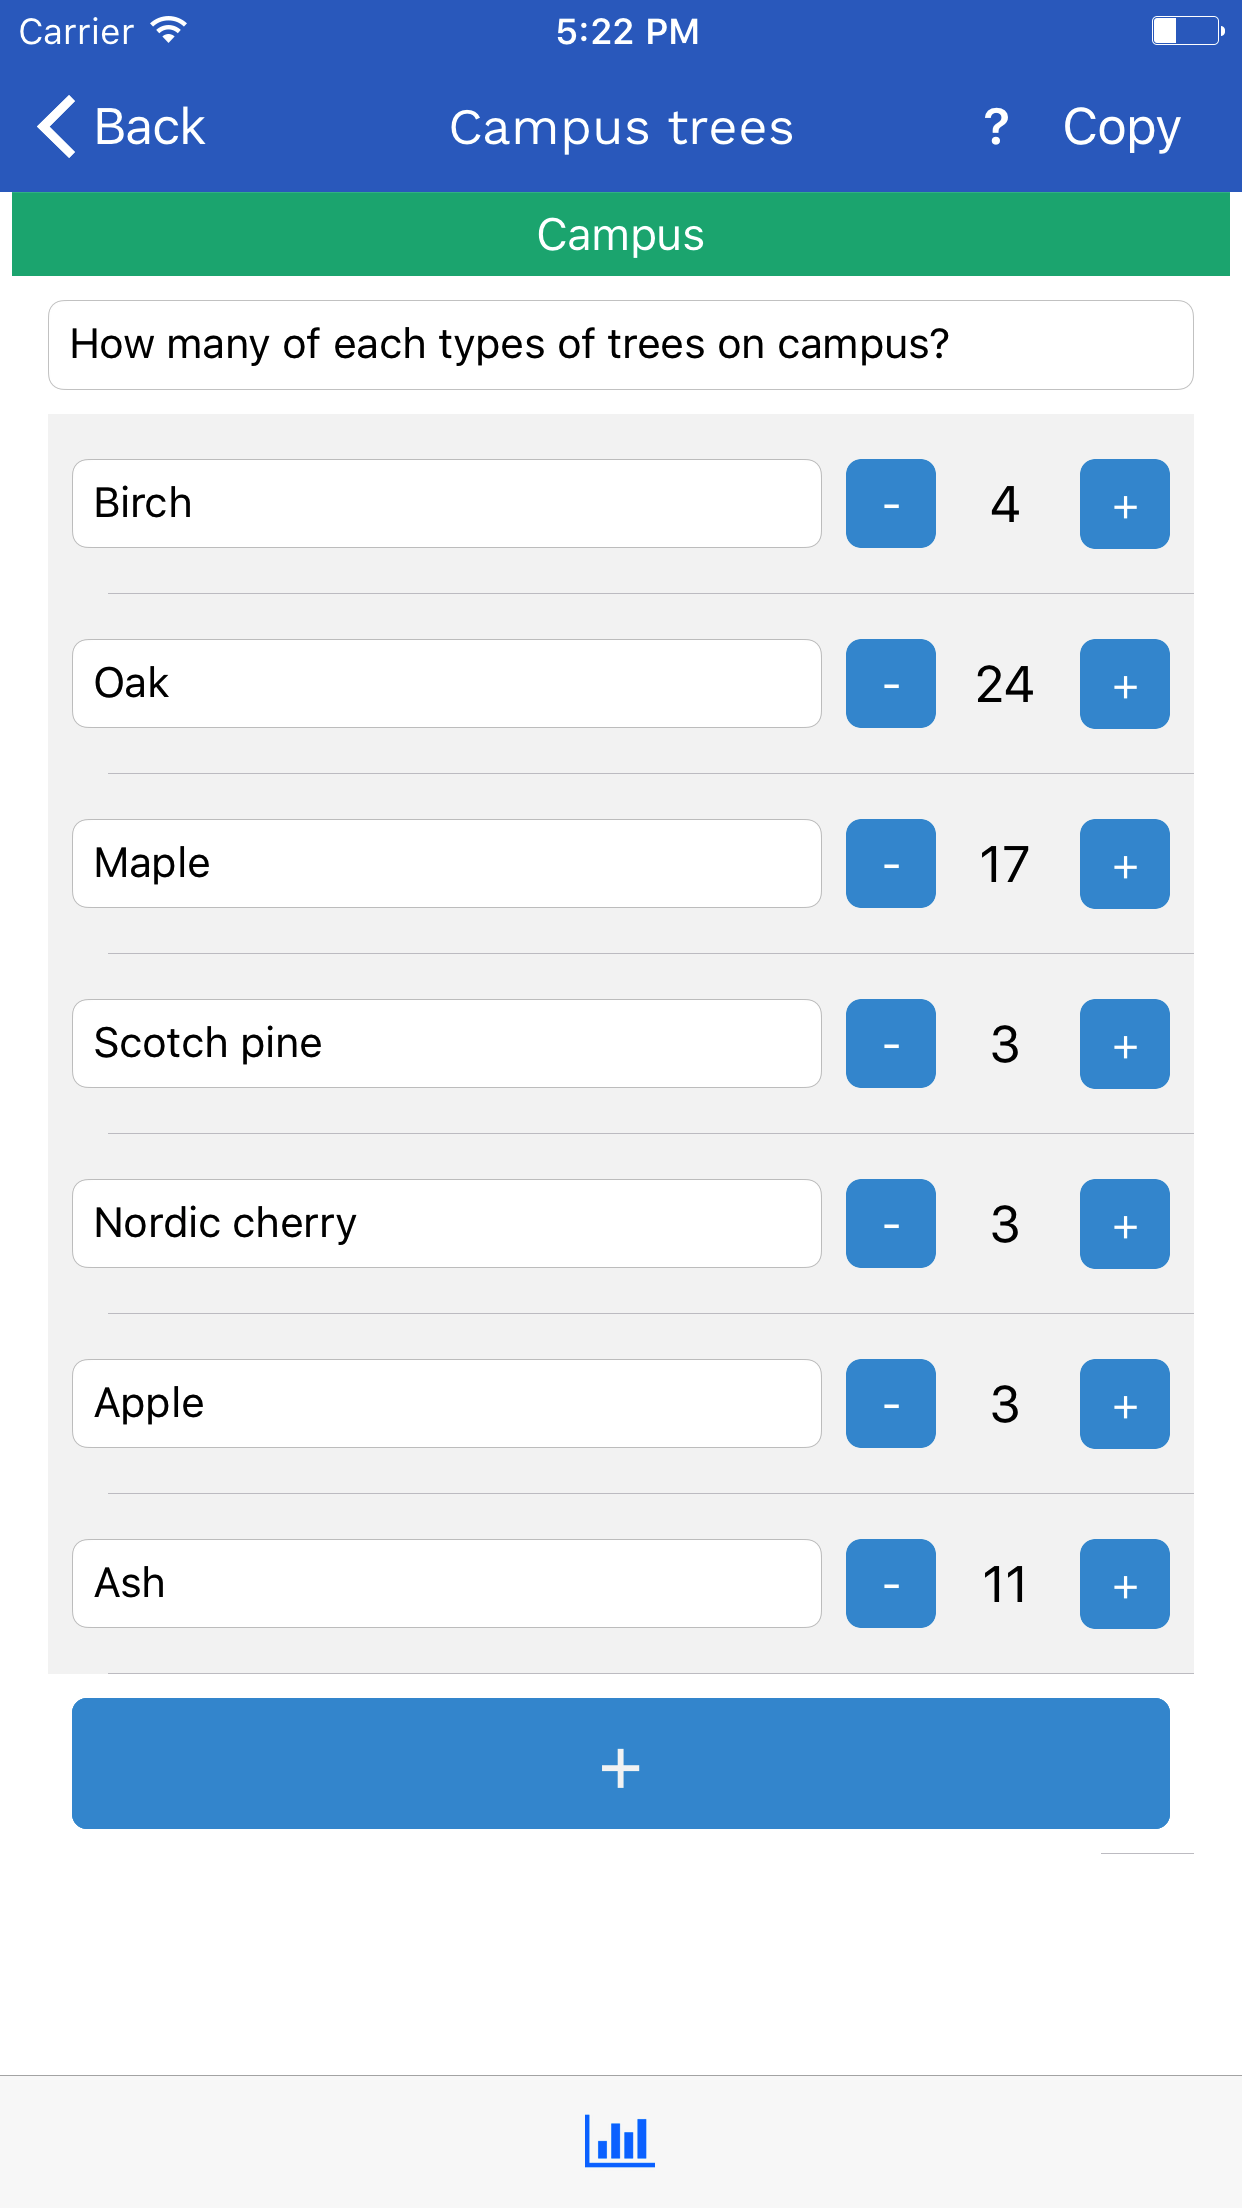 Carrier 5:22 PM
Back Campus trees ? Copy
Campus
How many of each types of trees on campus?
Birch - 4 +
Oak - 24 +
Maple - 17 +
Scotch pine - 3 +
Nordic cherry - 3 +
Apple - 3 +
Ash - 11 +
+